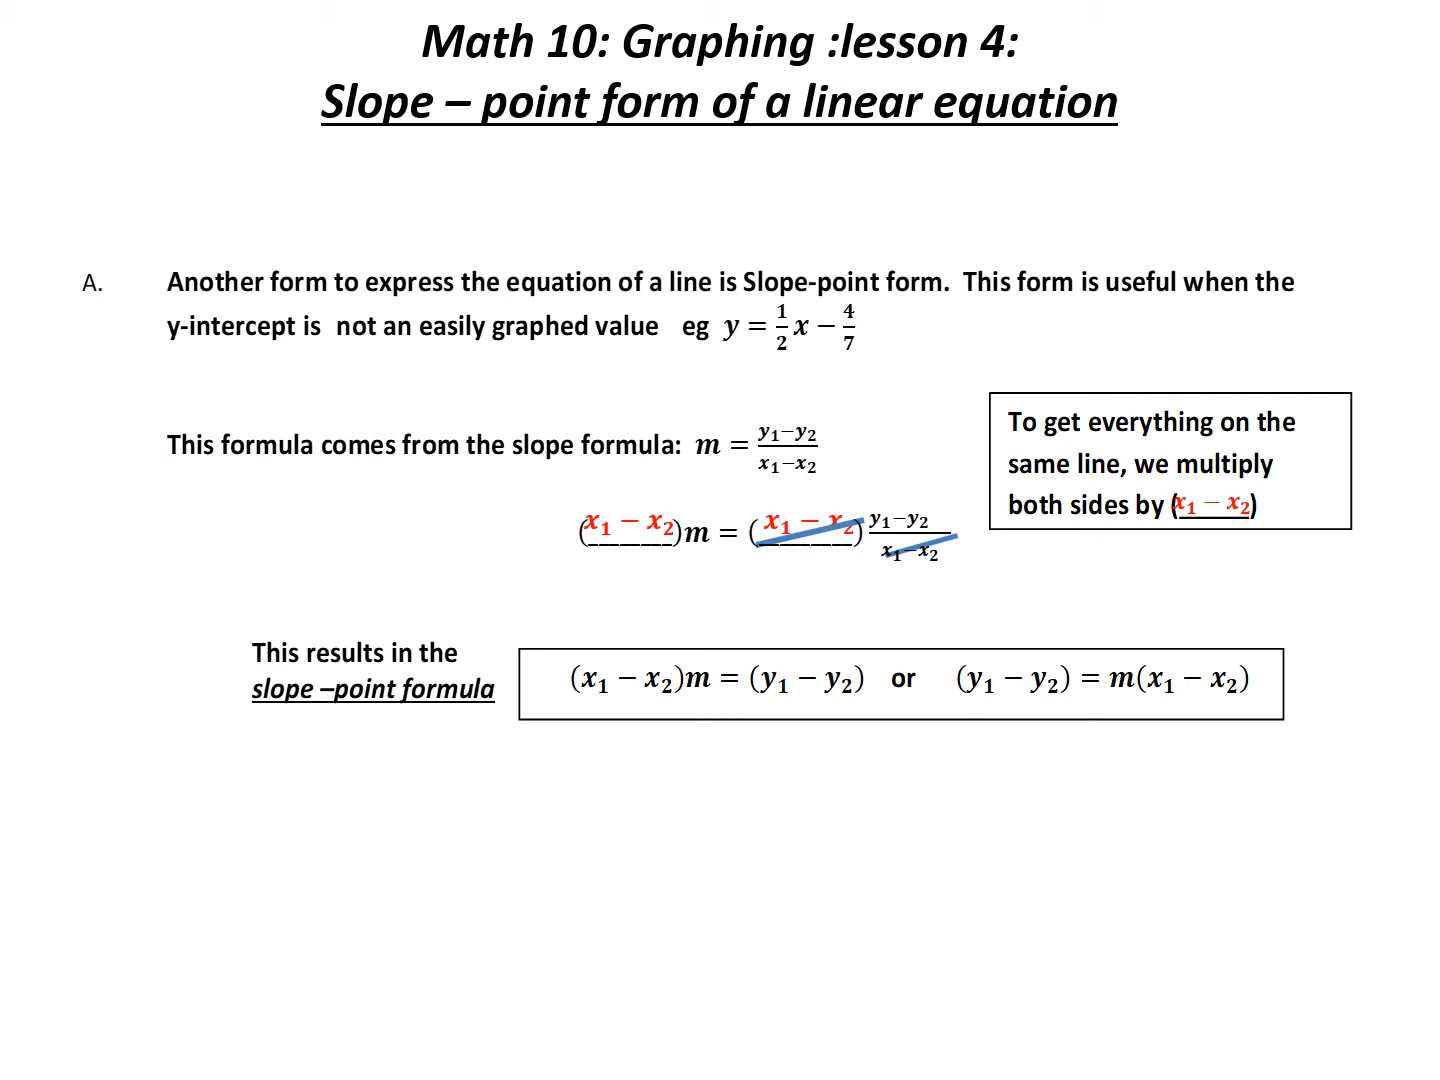 Math 10: Graphing :lesson 4:
Slope – point form of a linear equation
A. Another form to express the equation of a line is Slope-point form. This form is useful when the
y-intercept is not an easily graphed value eg y = 1/2 x − 4/7
This formula comes from the slope formula: m = y₁−y₂ / x₁−x₂
To get everything on the
same line, we multiply
both sides by (x₁ − x₂)
(x₁ − x₂)m = (x₁ − x₂) y₁−y₂ / x₁−x₂
This results in the
slope –point formula
(x₁ − x₂)m = (y₁ − y₂) or (y₁ − y₂) = m(x₁ − x₂)